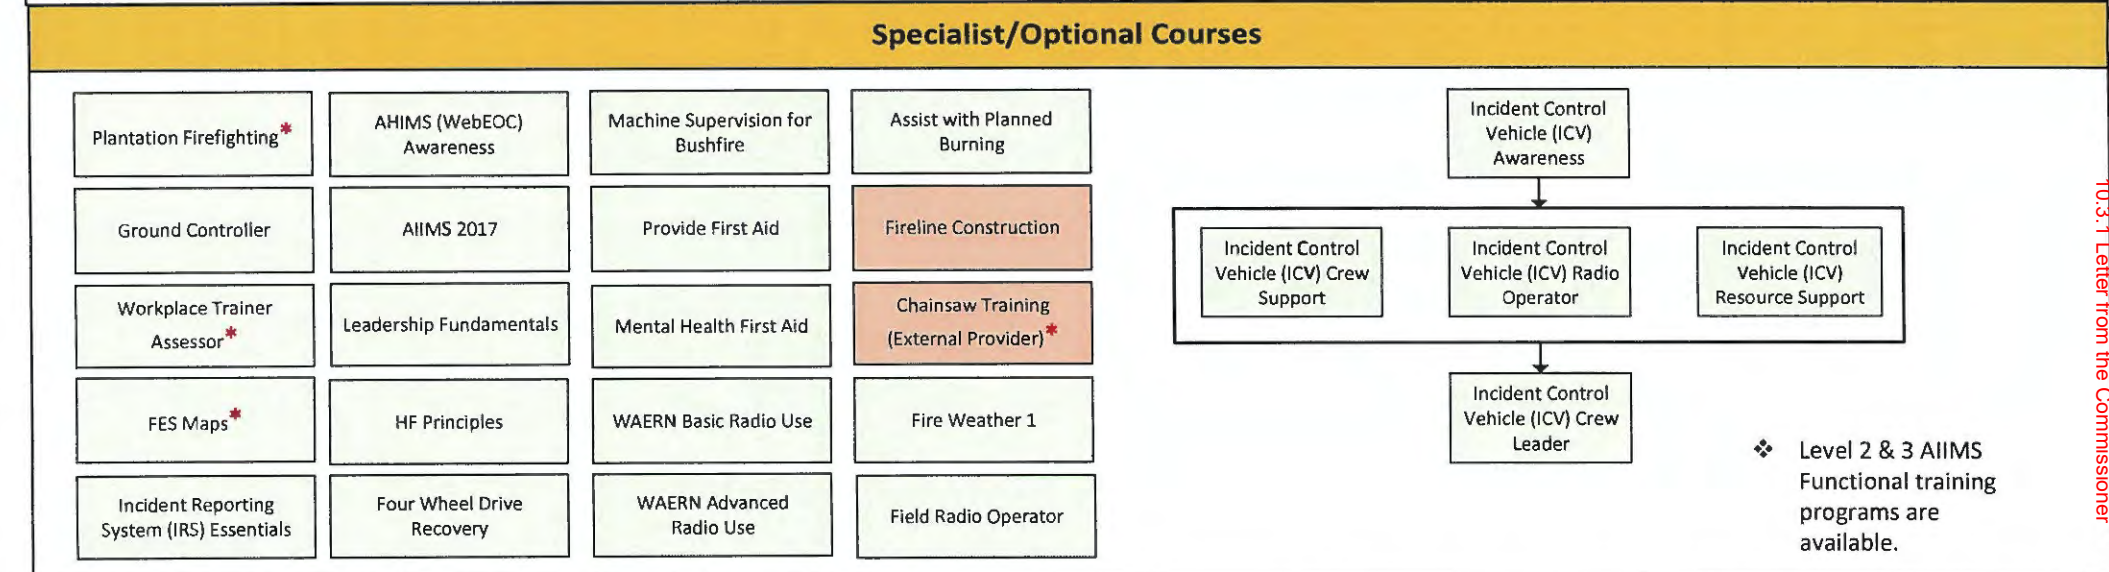 Specialist/Optional Courses
Plantation Firefighting*
AHIMS (WebEOC)
Awareness
Machine Supervision for
Bushfire
Assist with Planned
Burning
Ground Controller
AIIMS 2017
Provide First Aid
Fireline Construction
Workplace Trainer
Assessor*
Leadership Fundamentals
Mental Health First Aid
Chainsaw Training
(External Provider)*
FES Maps*
HF Principles
WAERN Basic Radio Use
Fire Weather 1
Incident Reporting
System (IRS) Essentials
Four Wheel Drive
Recovery
WAERN Advanced
Radio Use
Field Radio Operator
Incident Control
Vehicle (ICV)
Awareness
Incident Control
Vehicle (ICV) Crew
Support
Incident Control
Vehicle (ICV) Radio
Operator
Incident Control
Vehicle (ICV)
Resource Support
Incident Control
Vehicle (ICV) Crew
Leader
❖ Level 2 & 3 AIIMS
Functional training
programs are
available.
10.3.1 Letter from the Commissioner